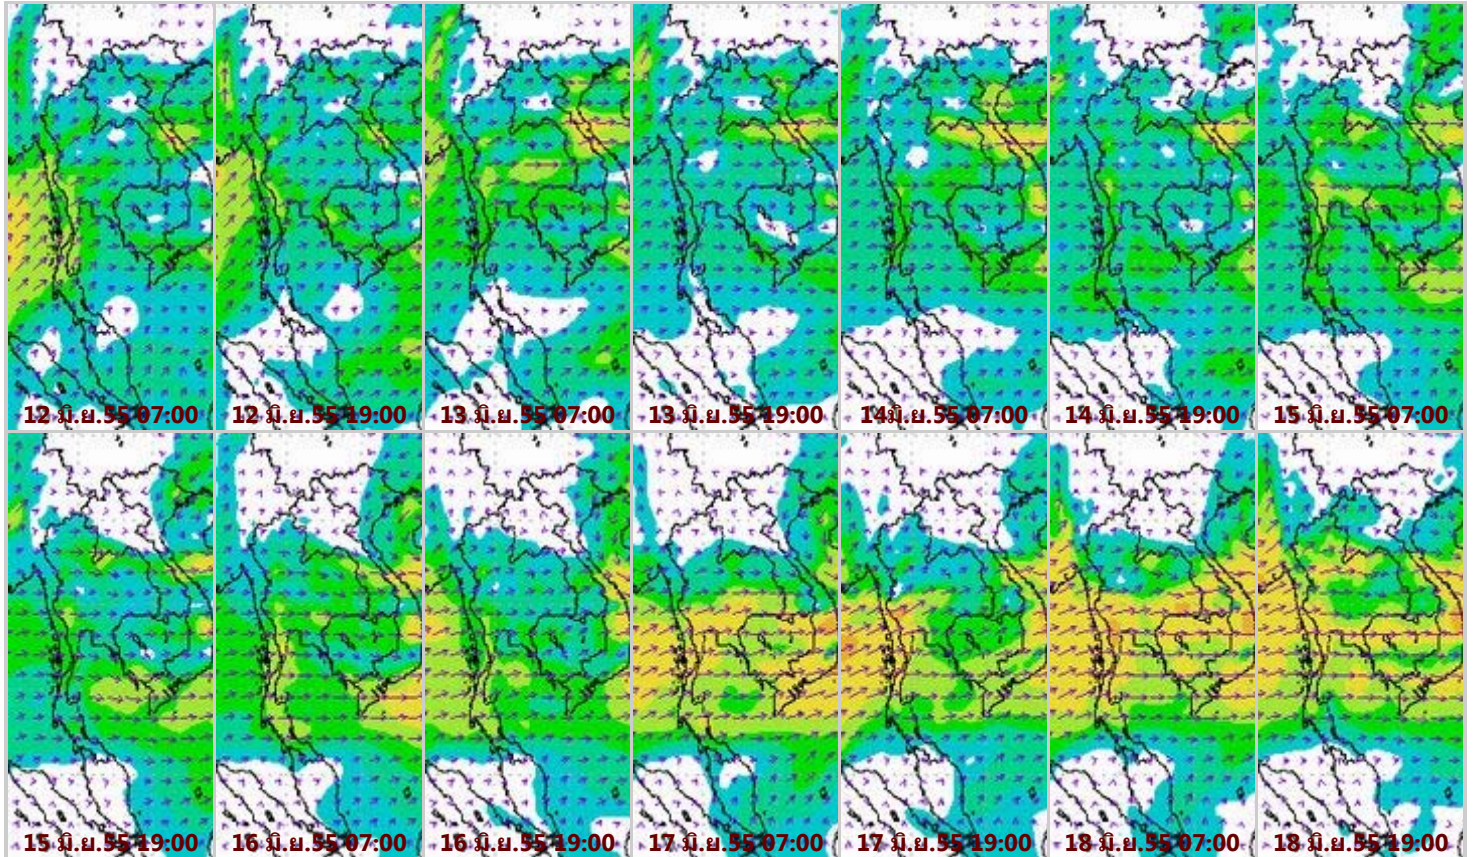 12 มิ.ย.55 07:00
12 มิ.ย.55 19:00
13 มิ.ย.55 07:00
13 มิ.ย.55 19:00
14มิ.ย.55 07:00
14 มิ.ย.55 19:00
15 มิ.ย.55 07:00
15 มิ.ย.55 19:00
16 มิ.ย.55 07:00
16 มิ.ย.55 19:00
17 มิ.ย.55 07:00
17 มิ.ย.55 19:00
18 มิ.ย.55 07:00
18 มิ.ย.55 19:00